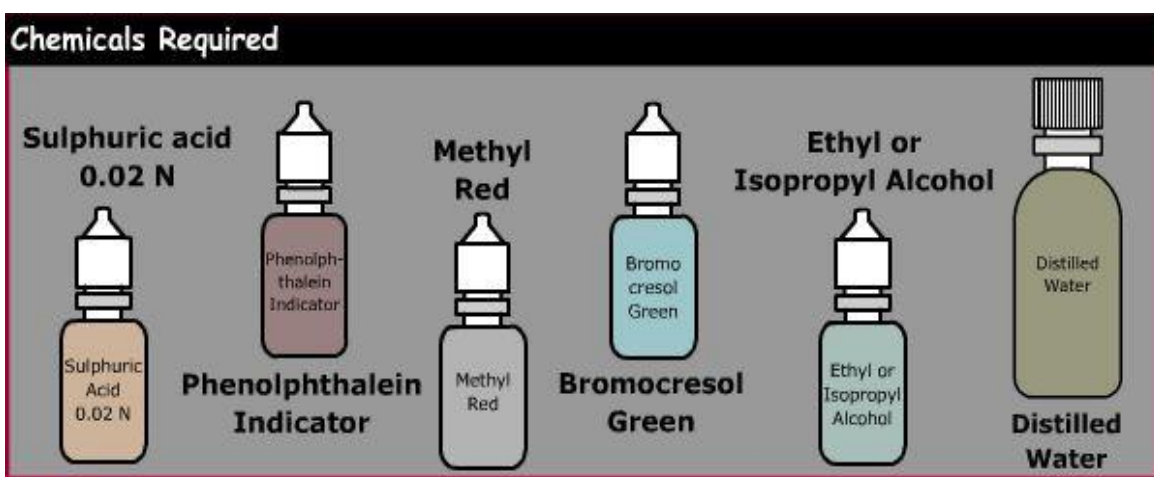 Chemicals Required
Sulphuric acid
0.02 N
Sulphuric
Acid
0.02 N
Phenolph-
thalein
Indicator
Phenolphthalein
Indicator
Methyl
Red
Methyl
Red
Bromo
cresol
Green
Bromocresol
Green
Ethyl or
Isopropyl Alcohol
Ethyl or
Isopropyl
Alcohol
Distilled
Water
Distilled
Water